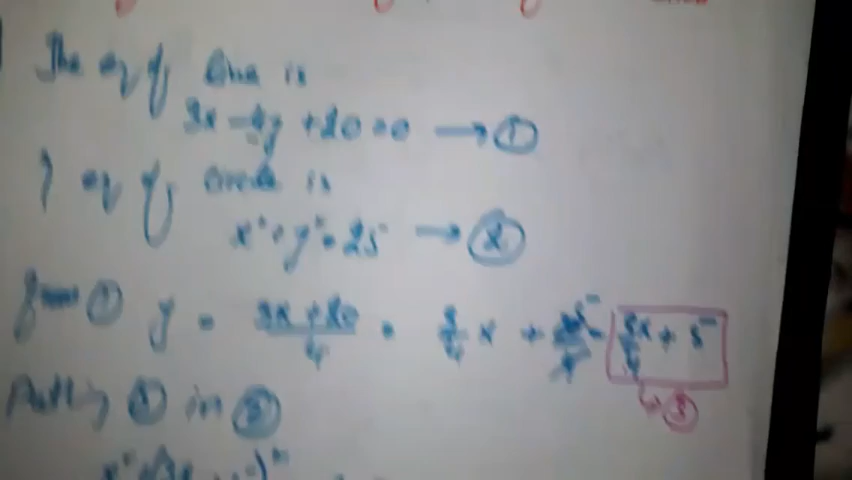 The eq of line is
3x - 4y + 20 = 0 → ①
} eq of circle is
x² + y² = 25 → ②
from ① y = (3x + 20)/4 = 3/4 x + 20/4 = 3x/4 + 5
→ ③
Putting ③ in ②